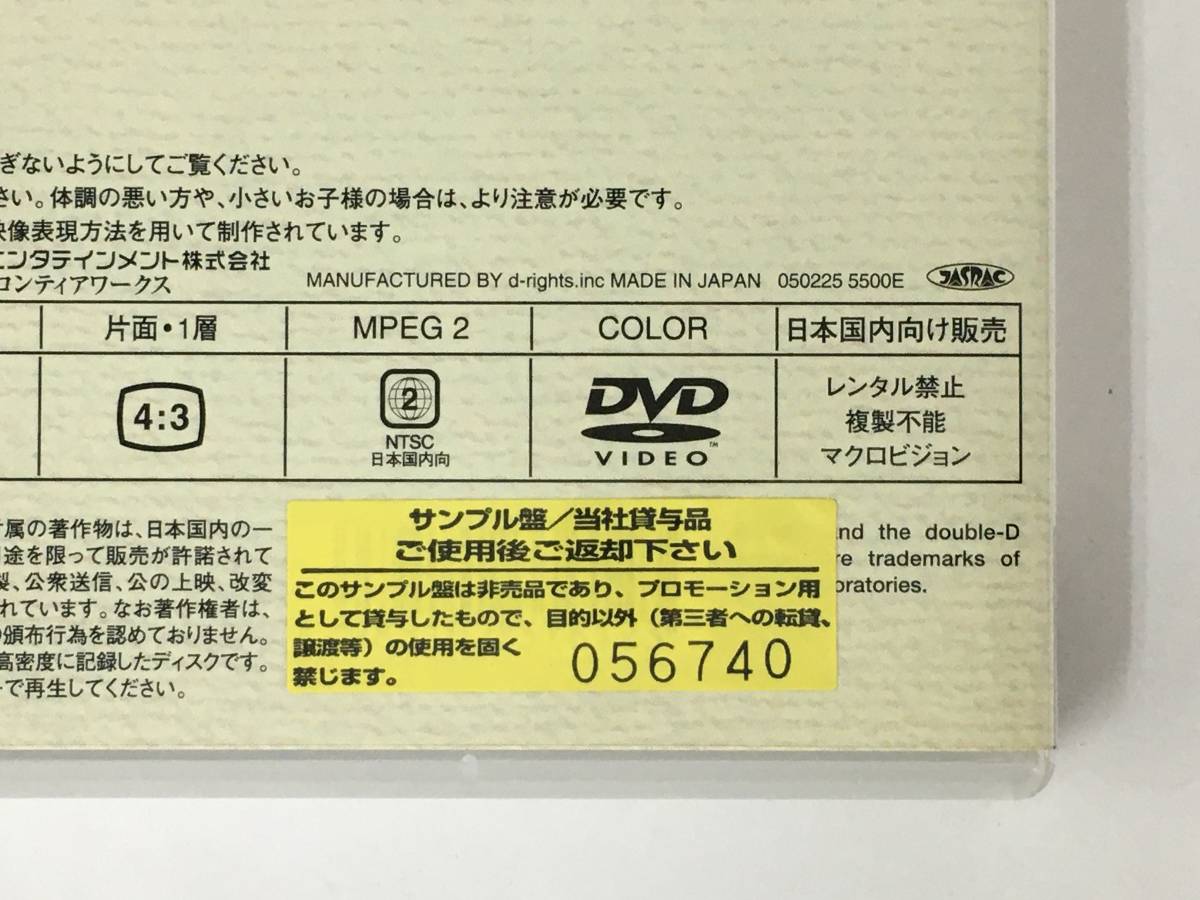 ぎないようにしてご覧ください。
さい。体調の悪い方や、小さいお子様の場合は、より注意が必要です。
映像表現方法を用いて制作されています。
エンタテインメント株式会社
ロンティアワークス
MANUFACTURED BY d-rights.inc MADE IN JAPAN 050225 5500E JASRAC
片面・1層 MPEG 2 COLOR 日本国内向け販売
4:3
2
NTSC
日本国内向
DVD
VIDEO
TM
レンタル禁止
複製不能
マクロビジョン
付属の著作物は、日本国内の一
用途を限って販売が許諾されて
製、公衆送信、公の上映、改変
れています。なお著作権者は、
の頒布行為を認めておりません。
高密度に記録したディスクです。
ーで再生してください。
サンプル盤/当社貸与品
ご使用後ご返却下さい
このサンプル盤は非売品であり、プロモーション用
として貸与したもので、目的以外(第三者への転貸、
譲渡等)の使用を固く
禁じます。
056740
and the double-D
re trademarks of
oratories.